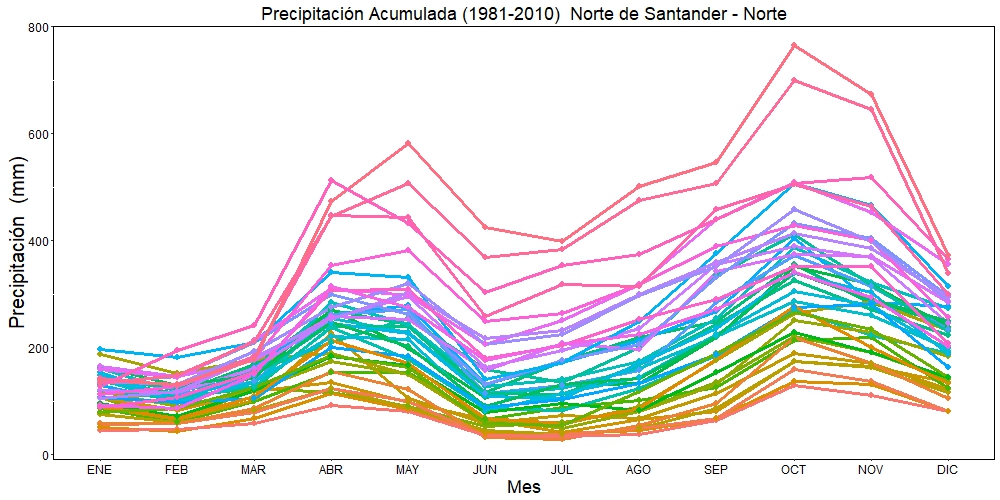 Precipitación Acumulada (1981-2010) Norte de Santander - Norte
Precipitación (mm)
800
600
400
200
0
ENE FEB MAR ABR MAY JUN JUL AGO SEP OCT NOV DIC
Mes